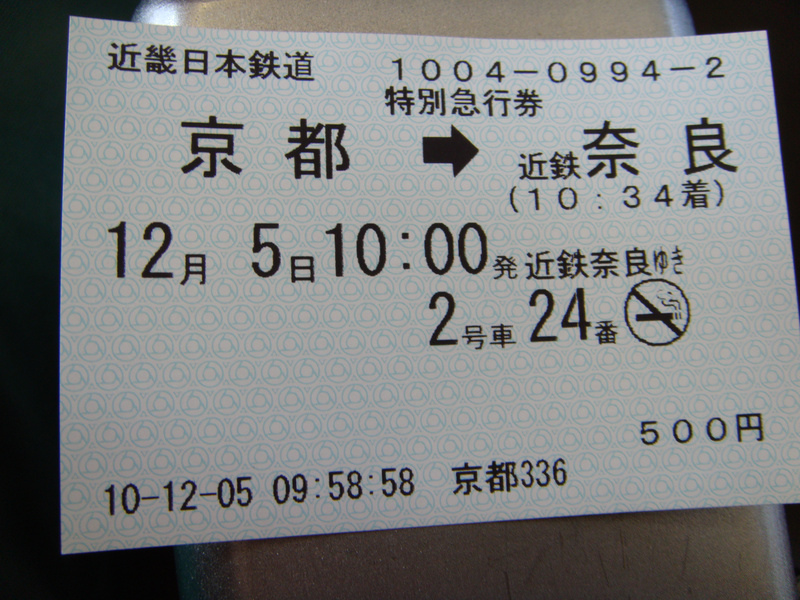 近畿日本鉄道 1004-0994-2
特別急行券
京都 ➡ 近鉄奈良
(10:34着)
12月 5日10:00発 近鉄奈良ゆき
2号車 24番
500円
10-12-05 09:58:58 京都336